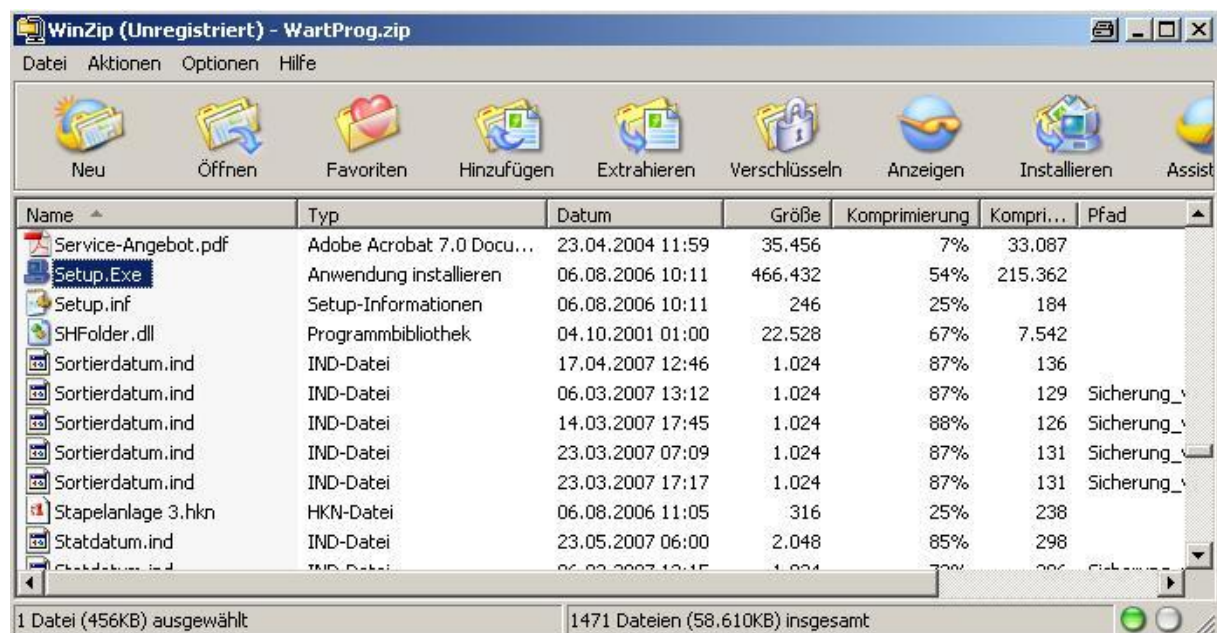 WinZip (Unregistriert) - WartProg.zip
Datei Aktionen Optionen Hilfe
Neu Öffnen Favoriten Hinzufügen Extrahieren Verschlüsseln Anzeigen Installieren Assist
Name Typ Datum Größe Komprimierung Kompri... Pfad
Service-Angebot.pdf Adobe Acrobat 7.0 Docu... 23.04.2004 11:59 35.456 7% 33.087
Setup.Exe Anwendung installieren 06.08.2006 10:11 466.432 54% 215.362
Setup.inf Setup-Informationen 06.08.2006 10:11 246 25% 184
SHFolder.dll Programmbibliothek 04.10.2001 01:00 22.528 67% 7.542
Sortierdatum.ind IND-Datei 17.04.2007 12:46 1.024 87% 136
Sortierdatum.ind IND-Datei 06.03.2007 13:12 1.024 87% 129 Sicherung_
Sortierdatum.ind IND-Datei 14.03.2007 17:45 1.024 88% 126 Sicherung_
Sortierdatum.ind IND-Datei 23.03.2007 07:09 1.024 87% 131 Sicherung_
Sortierdatum.ind IND-Datei 23.03.2007 17:17 1.024 87% 131 Sicherung_
Stapelanlage 3.hkn HKN-Datei 06.08.2006 11:05 316 25% 238
Statdatum.ind IND-Datei 23.05.2007 06:00 2.048 85% 298
1 Datei (456KB) ausgewählt 1471 Dateien (58.610KB) insgesamt